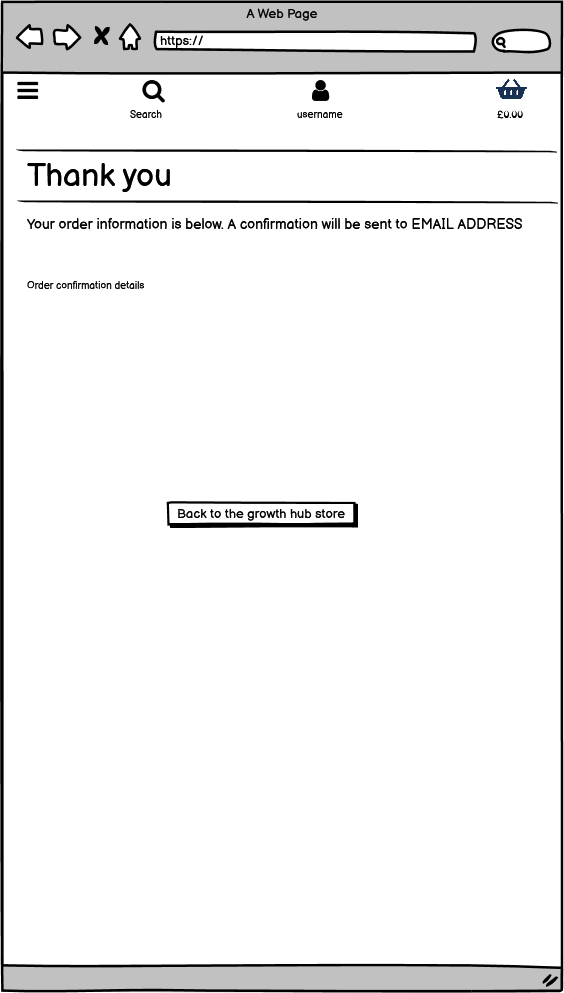 A Web Page
https://
Search
username
£0.00
Thank you
Your order information is below. A confirmation will be sent to EMAIL ADDRESS
Order confirmation details
Back to the growth hub store